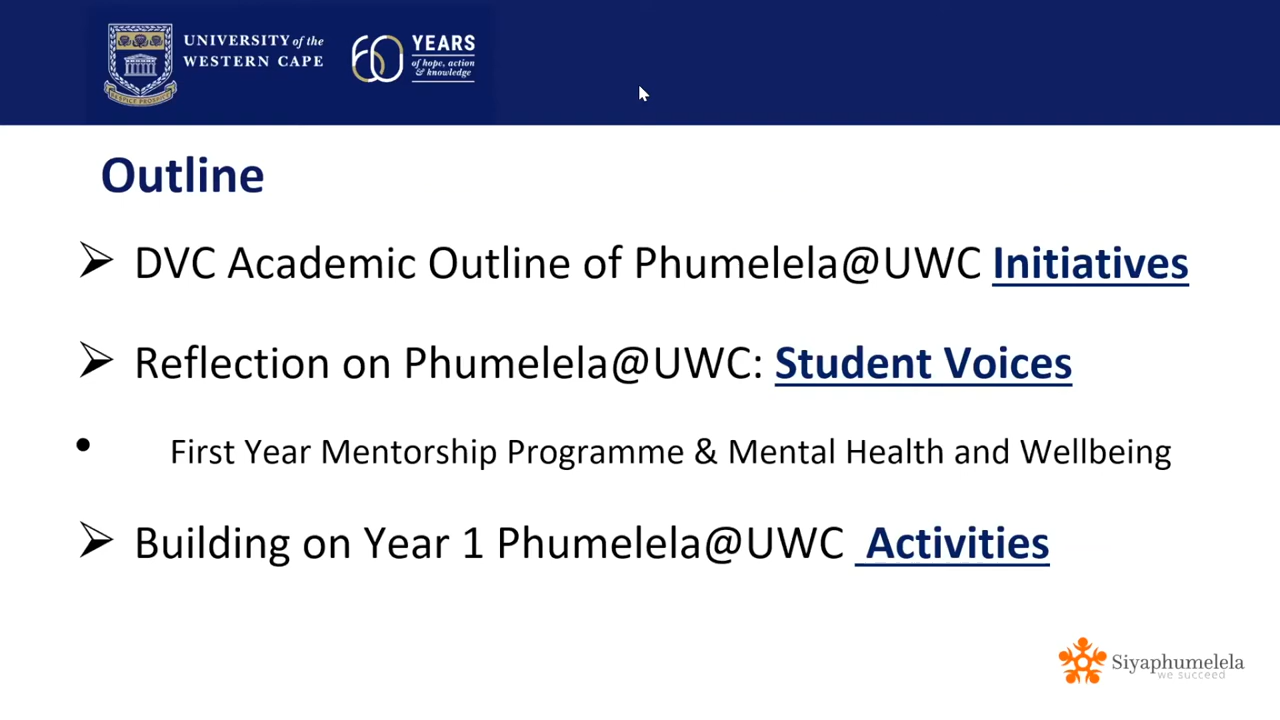 UNIVERSITY of the
WESTERN CAPE
60 YEARS
of hope, action
& knowledge
RESPICE PROSPICE
Outline
➢ DVC Academic Outline of Phumelela@UWC Initiatives
➢ Reflection on Phumelela@UWC: Student Voices
• First Year Mentorship Programme & Mental Health and Wellbeing
➢ Building on Year 1 Phumelela@UWC Activities
Siyaphumelela
we succeed